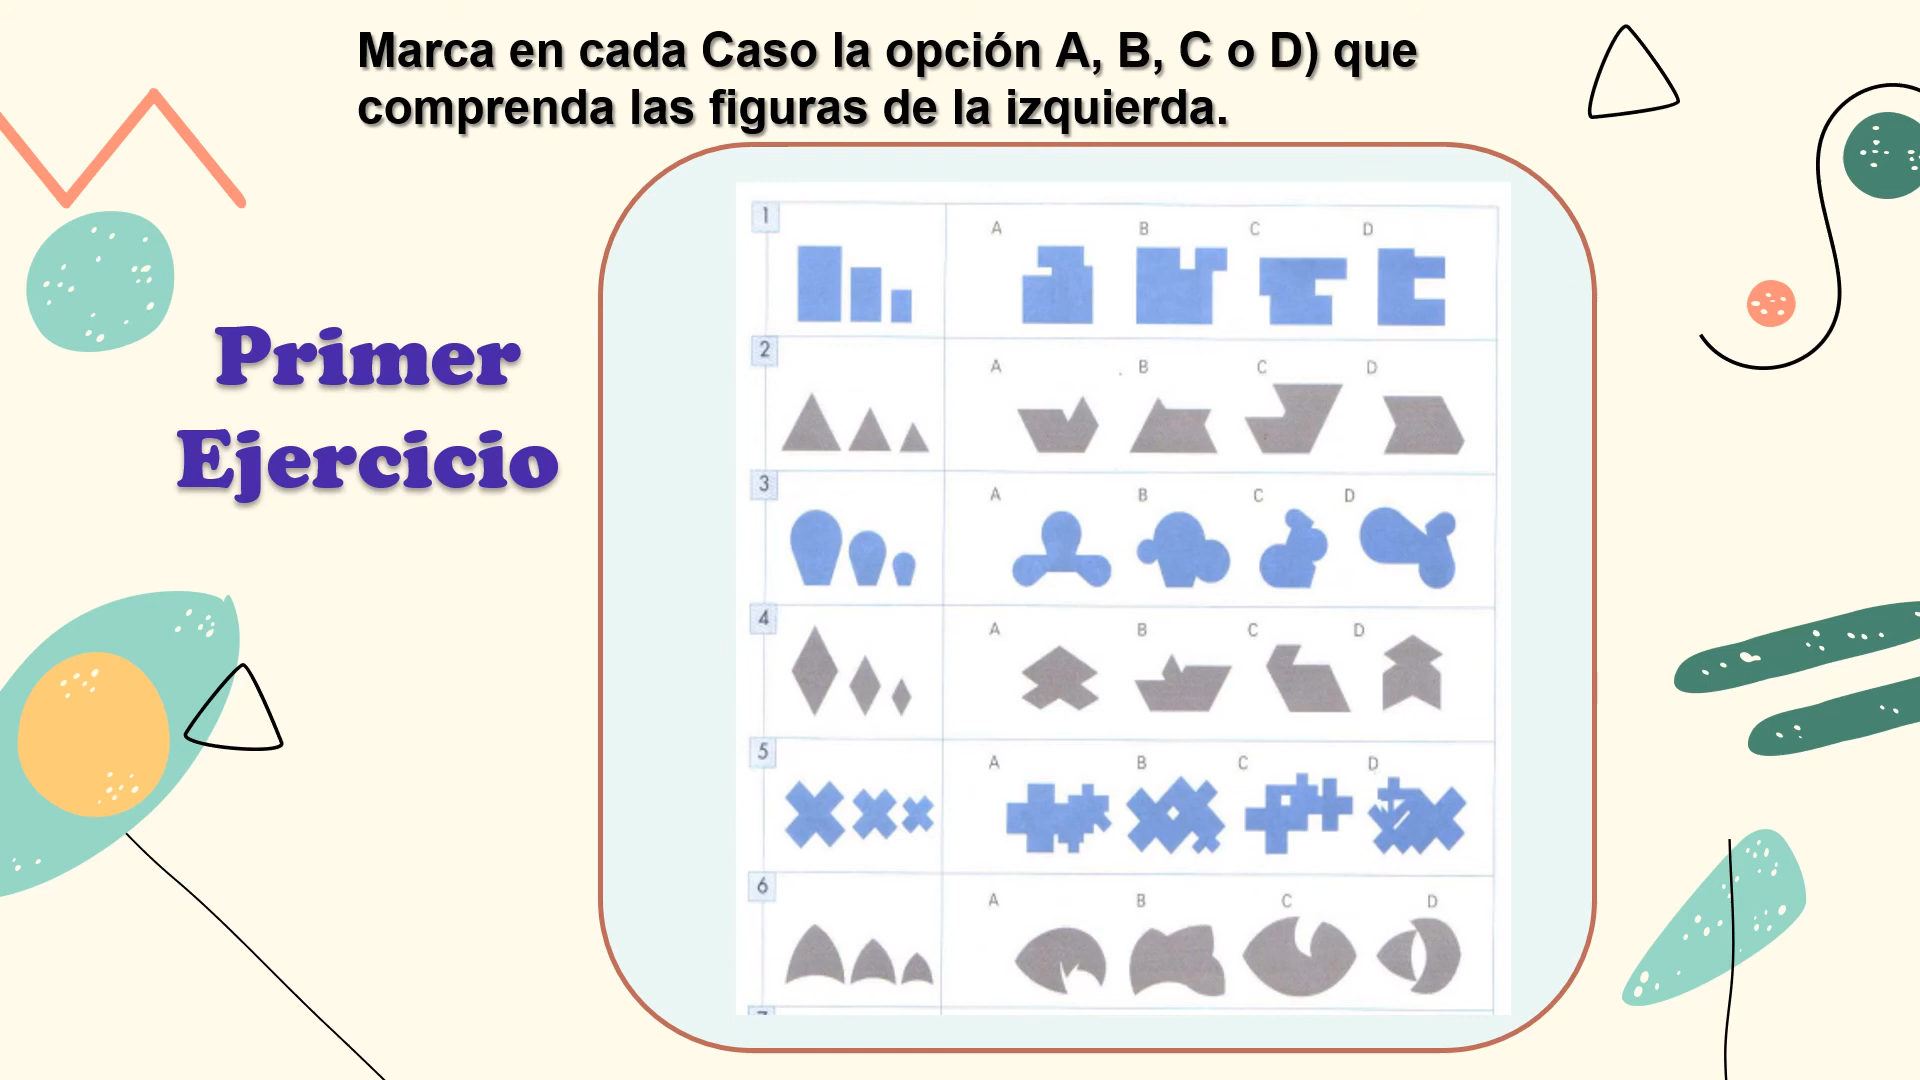 Marca en cada Caso la opción A, B, C o D) que
comprenda las figuras de la izquierda.
Primer
Ejercicio
1
A B C D
2
A B C D
3
A B C D
4
A B C D
5
A B C D
6
A B C D